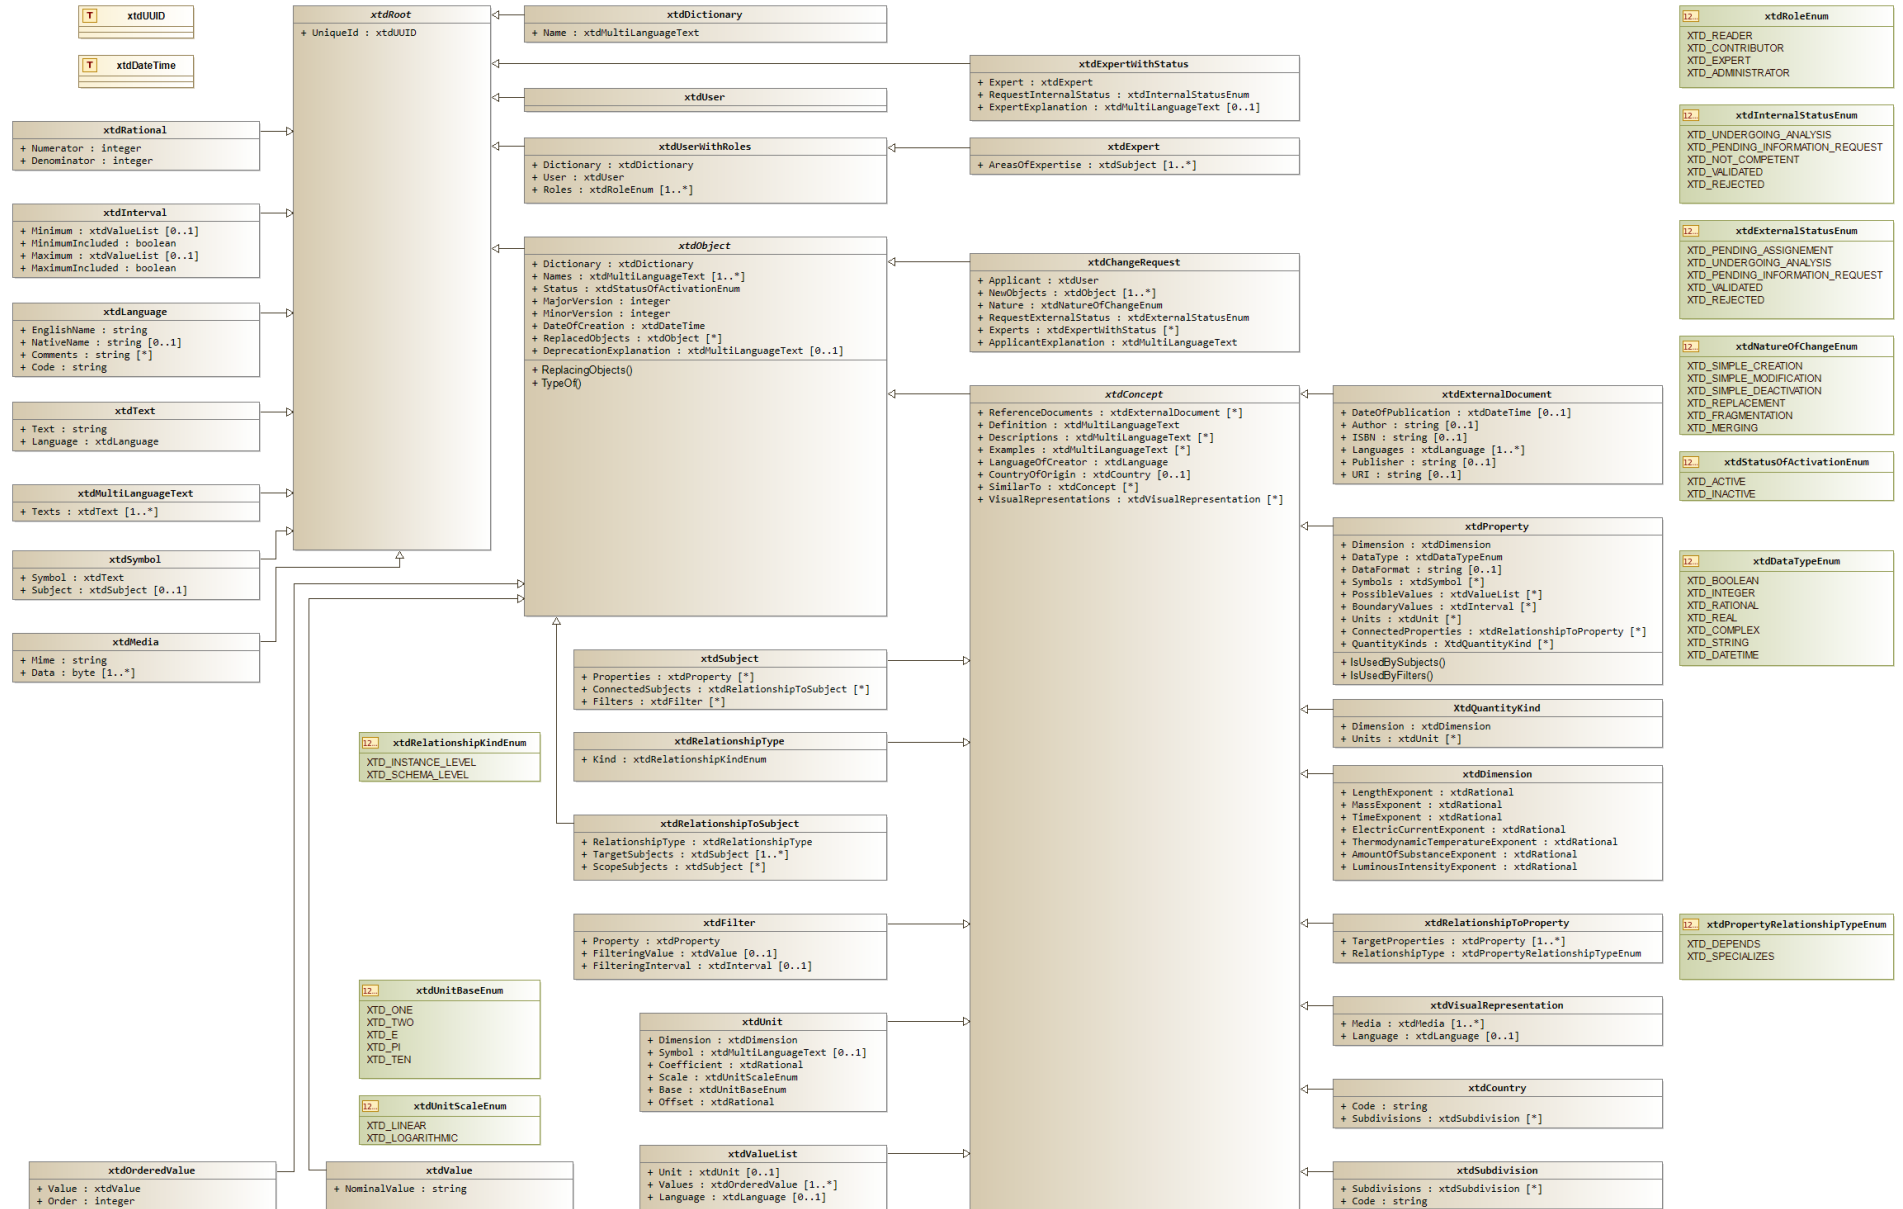 T xtdUUID
T xtdDateTime
xtdRational
+ Numerator : integer
+ Denominator : integer
xtdInterval
+ Minimum : xtdValueList [0..1]
+ MinimumIncluded : boolean
+ Maximum : xtdValueList [0..1]
+ MaximumIncluded : boolean
xtdLanguage
+ EnglishName : string
+ NativeName : string [0..1]
+ Comments : string [*]
+ Code : string
xtdText
+ Text : string
+ Language : xtdLanguage
xtdMultiLanguageText
+ Texts : xtdText [1..*]
xtdSymbol
+ Symbol : xtdText
+ Subject : xtdSubject [0..1]
xtdMedia
+ Mime : string
+ Data : byte [1..*]
xtdRoot
+ UniqueId : xtdUUID
xtdDictionary
+ Name : xtdMultiLanguageText
xtdUser
xtdUserWithRoles
+ Dictionary : xtdDictionary
+ User : xtdUser
+ Roles : xtdRoleEnum [1..*]
xtdObject
+ Dictionary : xtdDictionary
+ Names : xtdMultiLanguageText [1..*]
+ Status : xtdStatusOfActivationEnum
+ MajorVersion : integer
+ MinorVersion : integer
+ DateOfCreation : xtdDateTime
+ ReplacedObjects : xtdObject [*]
+ DeprecationExplanation : xtdMultiLanguageText [0..1]
+ ReplacingObjects()
+ TypeOf()
xtdExpertWithStatus
+ Expert : xtdExpert
+ RequestInternalStatus : xtdInternalStatusEnum
+ ExpertExplanation : xtdMultiLanguageText [0..1]
xtdExpert
+ AreasOfExpertise : xtdSubject [1..*]
xtdChangeRequest
+ Applicant : xtdUser
+ NewObjects : xtdObject [1..*]
+ Nature : xtdNatureOfChangeEnum
+ RequestExternalStatus : xtdExternalStatusEnum
+ Experts : xtdExpertWithStatus [*]
+ ApplicantExplanation : xtdMultiLanguageText
xtdConcept
+ ReferenceDocuments : xtdExternalDocument [*]
+ Definition : xtdMultiLanguageText
+ Descriptions : xtdMultiLanguageText [*]
+ Examples : xtdMultiLanguageText [*]
+ LanguageOfCreator : xtdLanguage
+ CountryOfOrigin : xtdCountry [0..1]
+ SimilarTo : xtdConcept [*]
+ VisualRepresentations : xtdVisualRepresentation [*]
xtdSubject
+ Properties : xtdProperty [*]
+ ConnectedSubjects : xtdRelationshipToSubject [*]
+ Filters : xtdFilter [*]
12... xtdRelationshipKindEnum
XTD_INSTANCE_LEVEL
XTD_SCHEMA_LEVEL
xtdRelationshipType
+ Kind : xtdRelationshipKindEnum
xtdRelationshipToSubject
+ RelationshipType : xtdRelationshipType
+ TargetSubjects : xtdSubject [1..*]
+ ScopeSubjects : xtdSubject [*]
xtdFilter
+ Property : xtdProperty
+ FilteringValue : xtdValue [0..1]
+ FilteringInterval : xtdInterval [0..1]
12... xtdUnitBaseEnum
XTD_ONE
XTD_TWO
XTD_E
XTD_PI
XTD_TEN
12... xtdUnitScaleEnum
XTD_LINEAR
XTD_LOGARITHMIC
xtdUnit
+ Dimension : xtdDimension
+ Symbol : xtdMultiLanguageText [0..1]
+ Coefficient : xtdRational
+ Scale : xtdUnitScaleEnum
+ Base : xtdUnitBaseEnum
+ Offset : xtdRational
xtdOrderedValue
+ Value : xtdValue
+ Order : integer
xtdValue
+ NominalValue : string
xtdValueList
+ Unit : xtdUnit [0..1]
+ Values : xtdOrderedValue [1..*]
+ Language : xtdLanguage [0..1]
xtdExternalDocument
+ DateOfPublication : xtdDateTime [0..1]
+ Author : string [0..1]
+ ISBN : string [0..1]
+ Languages : xtdLanguage [1..*]
+ Publisher : string [0..1]
+ URI : string [0..1]
xtdProperty
+ Dimension : xtdDimension
+ DataType : xtdDataTypeEnum
+ DataFormat : string [0..1]
+ Symbols : xtdSymbol [*]
+ PossibleValues : xtdValueList [*]
+ BoundaryValues : xtdInterval [*]
+ Units : xtdUnit [*]
+ ConnectedProperties : xtdRelationshipToProperty [*]
+ QuantityKinds : XtdQuantityKind [*]
+ IsUsedBySubjects()
+ IsUsedByFilters()
XtdQuantityKind
+ Dimension : xtdDimension
+ Units : xtdUnit [*]
xtdDimension
+ LengthExponent : xtdRational
+ MassExponent : xtdRational
+ TimeExponent : xtdRational
+ ElectricCurrentExponent : xtdRational
+ ThermodynamicTemperatureExponent : xtdRational
+ AmountOfSubstanceExponent : xtdRational
+ LuminousIntensityExponent : xtdRational
xtdRelationshipToProperty
+ TargetProperties : xtdProperty [1..*]
+ RelationshipType : xtdPropertyRelationshipTypeEnum
xtdVisualRepresentation
+ Media : xtdMedia [1..*]
+ Language : xtdLanguage [0..1]
xtdCountry
+ Code : string
+ Subdivisions : xtdSubdivision [*]
xtdSubdivision
+ Subdivisions : xtdSubdivision [*]
+ Code : string
12... xtdRoleEnum
XTD_READER
XTD_CONTRIBUTOR
XTD_EXPERT
XTD_ADMINISTRATOR
12... xtdInternalStatusEnum
XTD_UNDERGOING_ANALYSIS
XTD_PENDING_INFORMATION_REQUEST
XTD_NOT_COMPETENT
XTD_VALIDATED
XTD_REJECTED
12... xtdExternalStatusEnum
XTD_PENDING_ASSIGNEMENT
XTD_UNDERGOING_ANALYSIS
XTD_PENDING_INFORMATION_REQUEST
XTD_VALIDATED
XTD_REJECTED
12... xtdNatureOfChangeEnum
XTD_SIMPLE_CREATION
XTD_SIMPLE_MODIFICATION
XTD_SIMPLE_DEACTIVATION
XTD_REPLACEMENT
XTD_FRAGMENTATION
XTD_MERGING
12... xtdStatusOfActivationEnum
XTD_ACTIVE
XTD_INACTIVE
12... xtdDataTypeEnum
XTD_BOOLEAN
XTD_INTEGER
XTD_RATIONAL
XTD_REAL
XTD_COMPLEX
XTD_STRING
XTD_DATETIME
12... xtdPropertyRelationshipTypeEnum
XTD_DEPENDS
XTD_SPECIALIZES